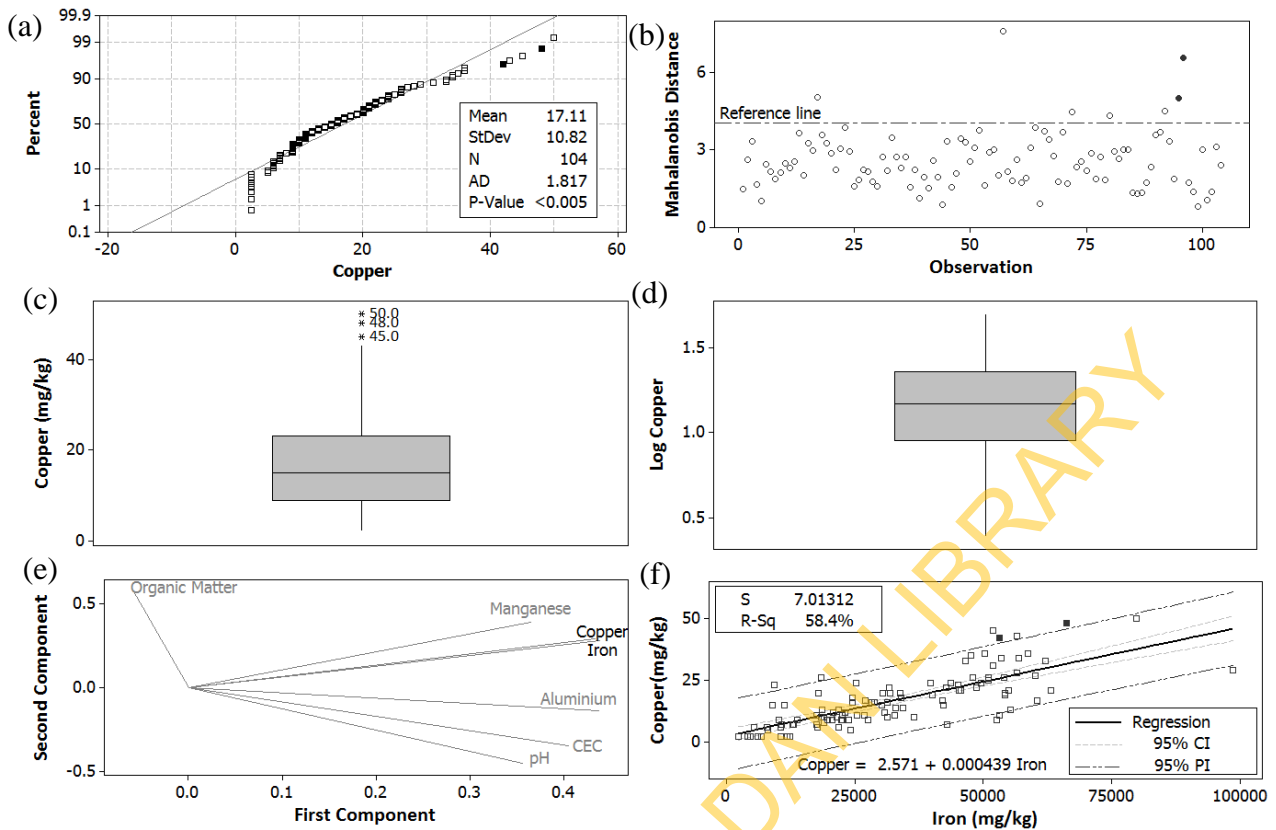 (a)
99.9
99
90
50
10
1
0.1
Percent
Mean 17.11
StDev 10.82
N 104
AD 1.817
P-Value <0.005
-20 0 20 40 60
Copper
(b)
6
3
0
Mahalanobis Distance
Reference line
0 25 50 75 100
Observation
(c)
40
20
0
Copper (mg/kg)
50.0
48.0
45.0
(d)
1.5
1.0
0.5
Log Copper
(e)
0.5
0.0
-0.5
Second Component
Organic Matter
Manganese
Copper
Iron
Aluminium
CEC
pH
0.0 0.1 0.2 0.3 0.4
First Component
(f)
S 7.01312
R-Sq 58.4%
50
25
0
Copper(mg/kg)
Regression
95% CI
95% PI
Copper = 2.571 + 0.000439 Iron
0 25000 50000 75000 100000
Iron (mg/kg)
DAN LIBRARY